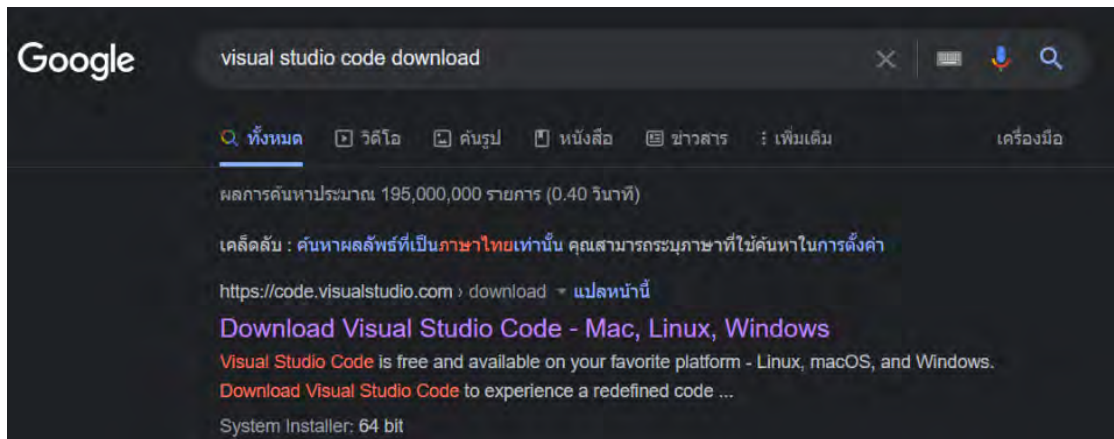 Google
visual studio code download
ทั้งหมด วิดีโอ ค้นรูป หนังสือ ข่าวสาร เพิ่มเติม เครื่องมือ
ผลการค้นหาประมาณ 195,000,000 รายการ (0.40 วินาที)
เคล็ดลับ : ค้นหาผลลัพธ์ที่เป็นภาษาไทยเท่านั้น คุณสามารถระบุภาษาที่ใช้ค้นหาในการตั้งค่า
https://code.visualstudio.com › download แปลหน้านี้
Download Visual Studio Code - Mac, Linux, Windows
Visual Studio Code is free and available on your favorite platform - Linux, macOS, and Windows.
Download Visual Studio Code to experience a redefined code ...
System Installer: 64 bit